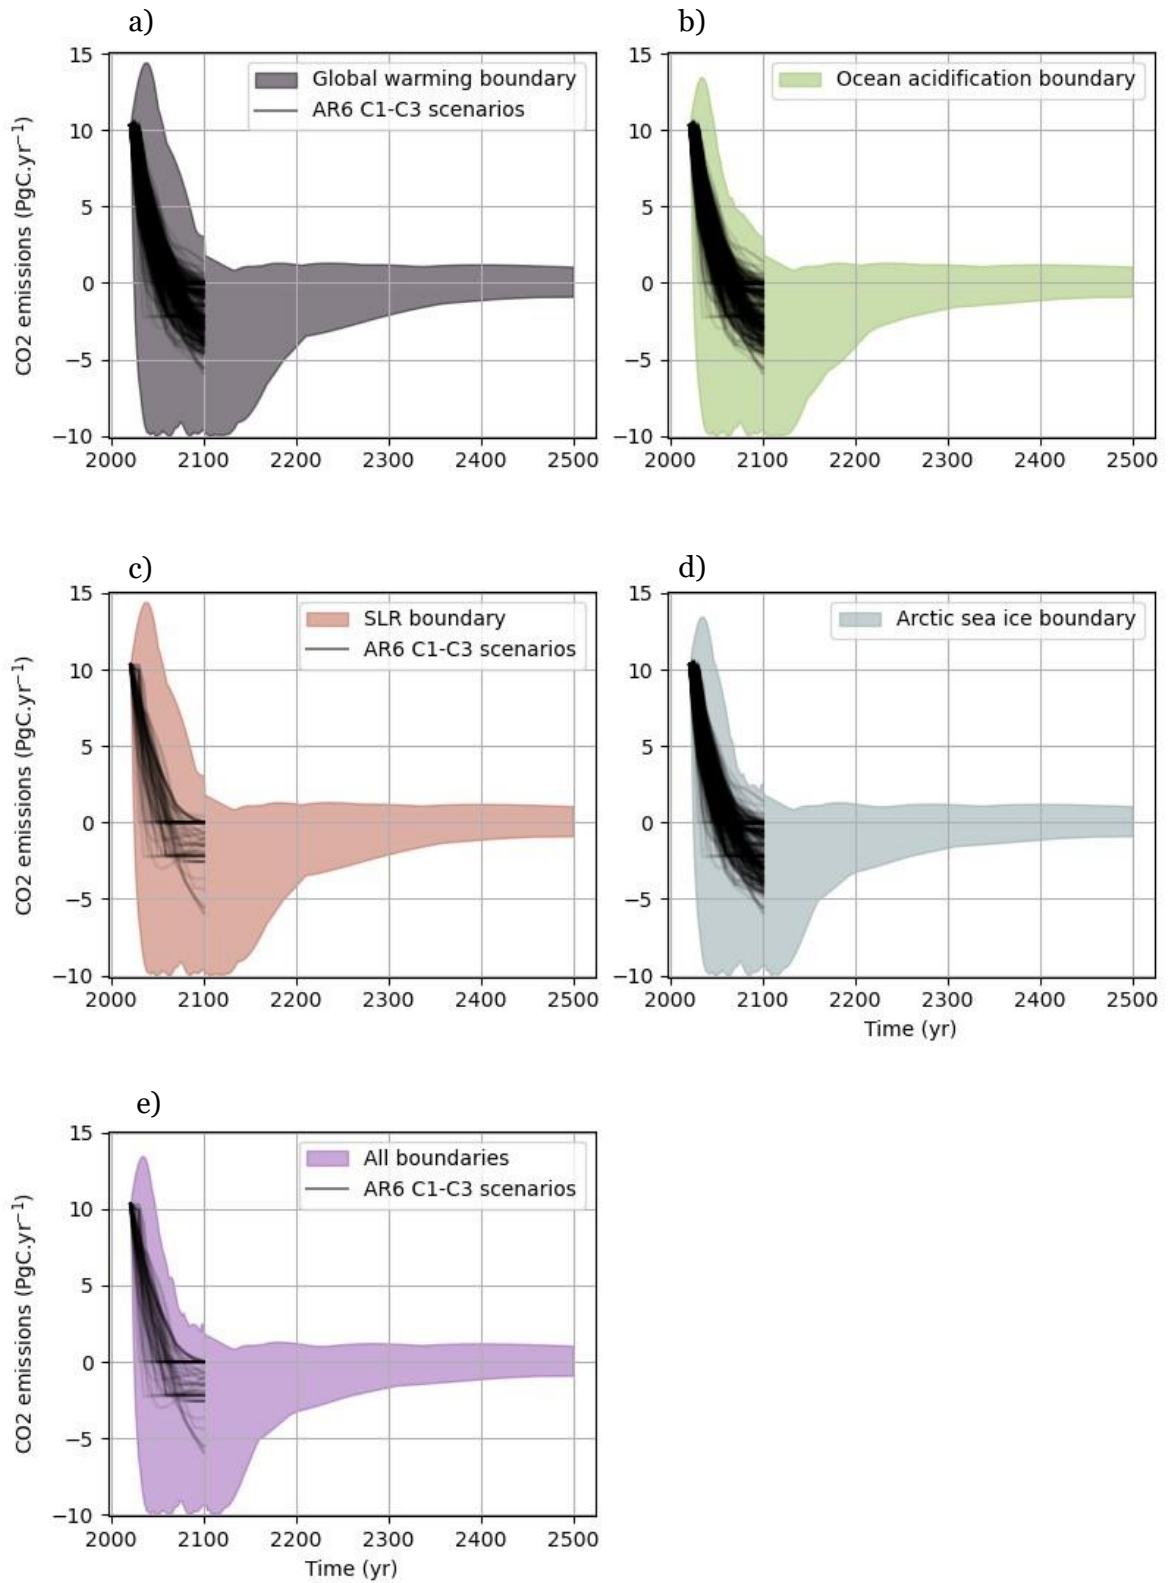 a)
15
10
5
0
−5
−10
CO2 emissions (PgC.yr⁻¹)
Global warming boundary
AR6 C1-C3 scenarios
2000 2100 2200 2300 2400 2500
b)
15
10
5
0
−5
−10
Ocean acidification boundary
2000 2100 2200 2300 2400 2500
c)
15
10
5
0
−5
−10
CO2 emissions (PgC.yr⁻¹)
SLR boundary
AR6 C1-C3 scenarios
2000 2100 2200 2300 2400 2500
d)
15
10
5
0
−5
−10
Arctic sea ice boundary
2000 2100 2200 2300 2400 2500
Time (yr)
e)
15
10
5
0
−5
−10
CO2 emissions (PgC.yr⁻¹)
All boundaries
AR6 C1-C3 scenarios
2000 2100 2200 2300 2400 2500
Time (yr)